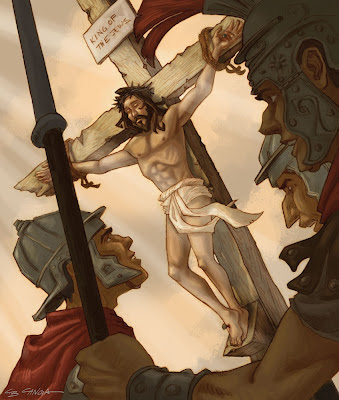 KING OF
THE JEWS